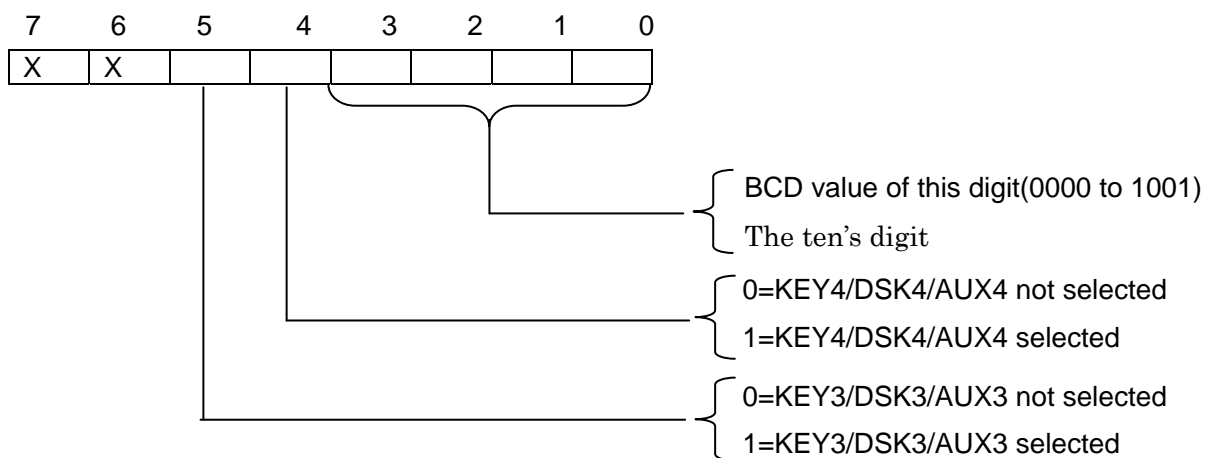 7 6 5 4 3 2 1 0
X X
BCD value of this digit(0000 to 1001)
The ten's digit
0=KEY4/DSK4/AUX4 not selected
1=KEY4/DSK4/AUX4 selected
0=KEY3/DSK3/AUX3 not selected
1=KEY3/DSK3/AUX3 selected